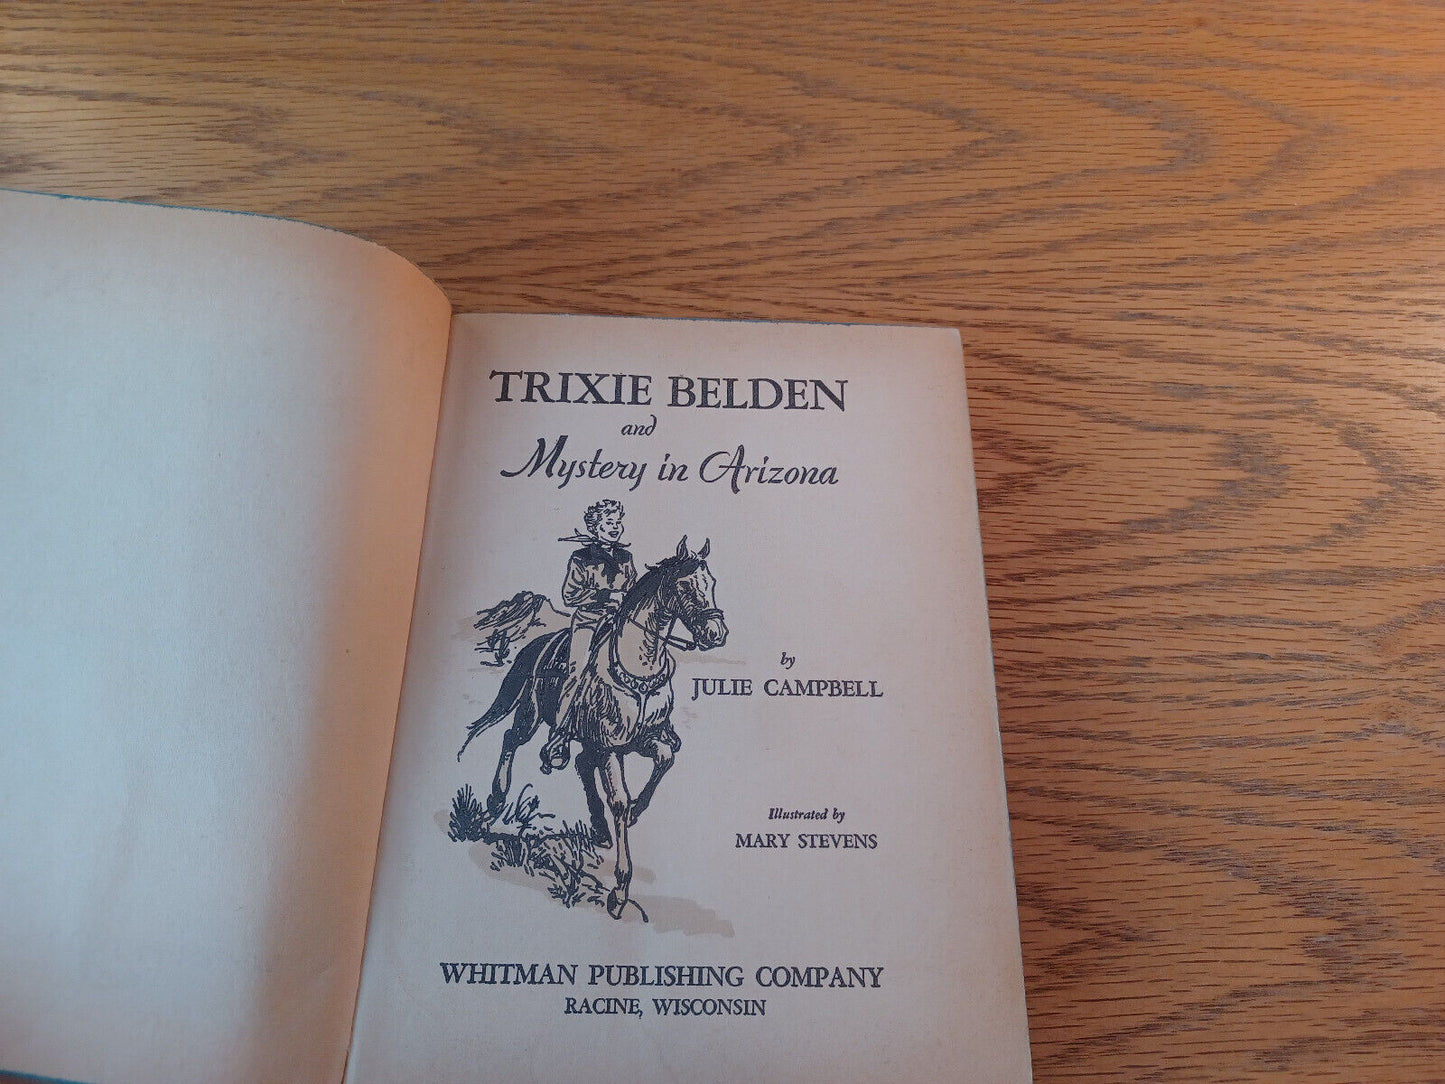 TRIXIE BELDEN
and
Mystery in Arizona
by
JULIE CAMPBELL
Illustrated by
MARY STEVENS
WHITMAN PUBLISHING COMPANY
RACINE, WISCONSIN